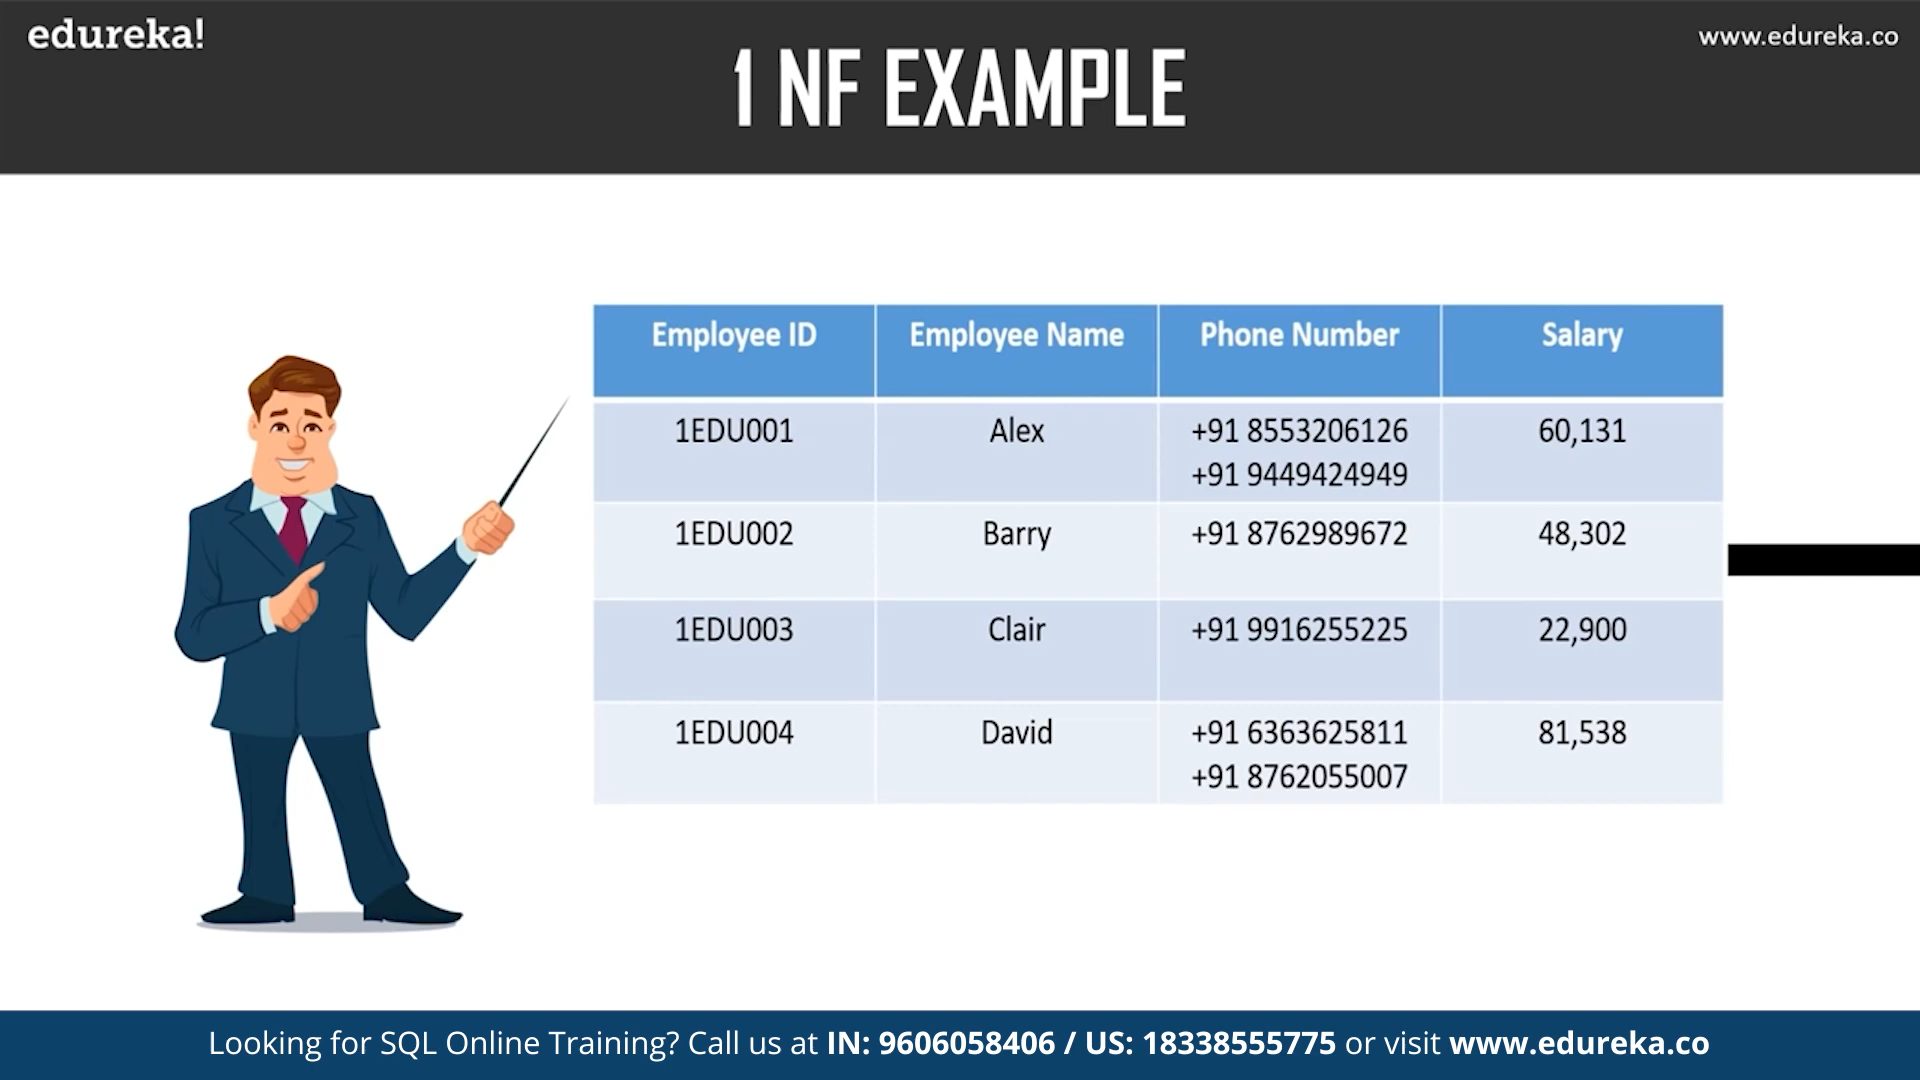 edureka!
www.edureka.co
1 NF EXAMPLE
Employee ID Employee Name Phone Number Salary
1EDU001 Alex +91 8553206126 60,131
+91 9449424949
1EDU002 Barry +91 8762989672 48,302
1EDU003 Clair +91 9916255225 22,900
1EDU004 David +91 6363625811 81,538
+91 8762055007
Looking for SQL Online Training? Call us at IN: 9606058406 / US: 18338555775 or visit www.edureka.co